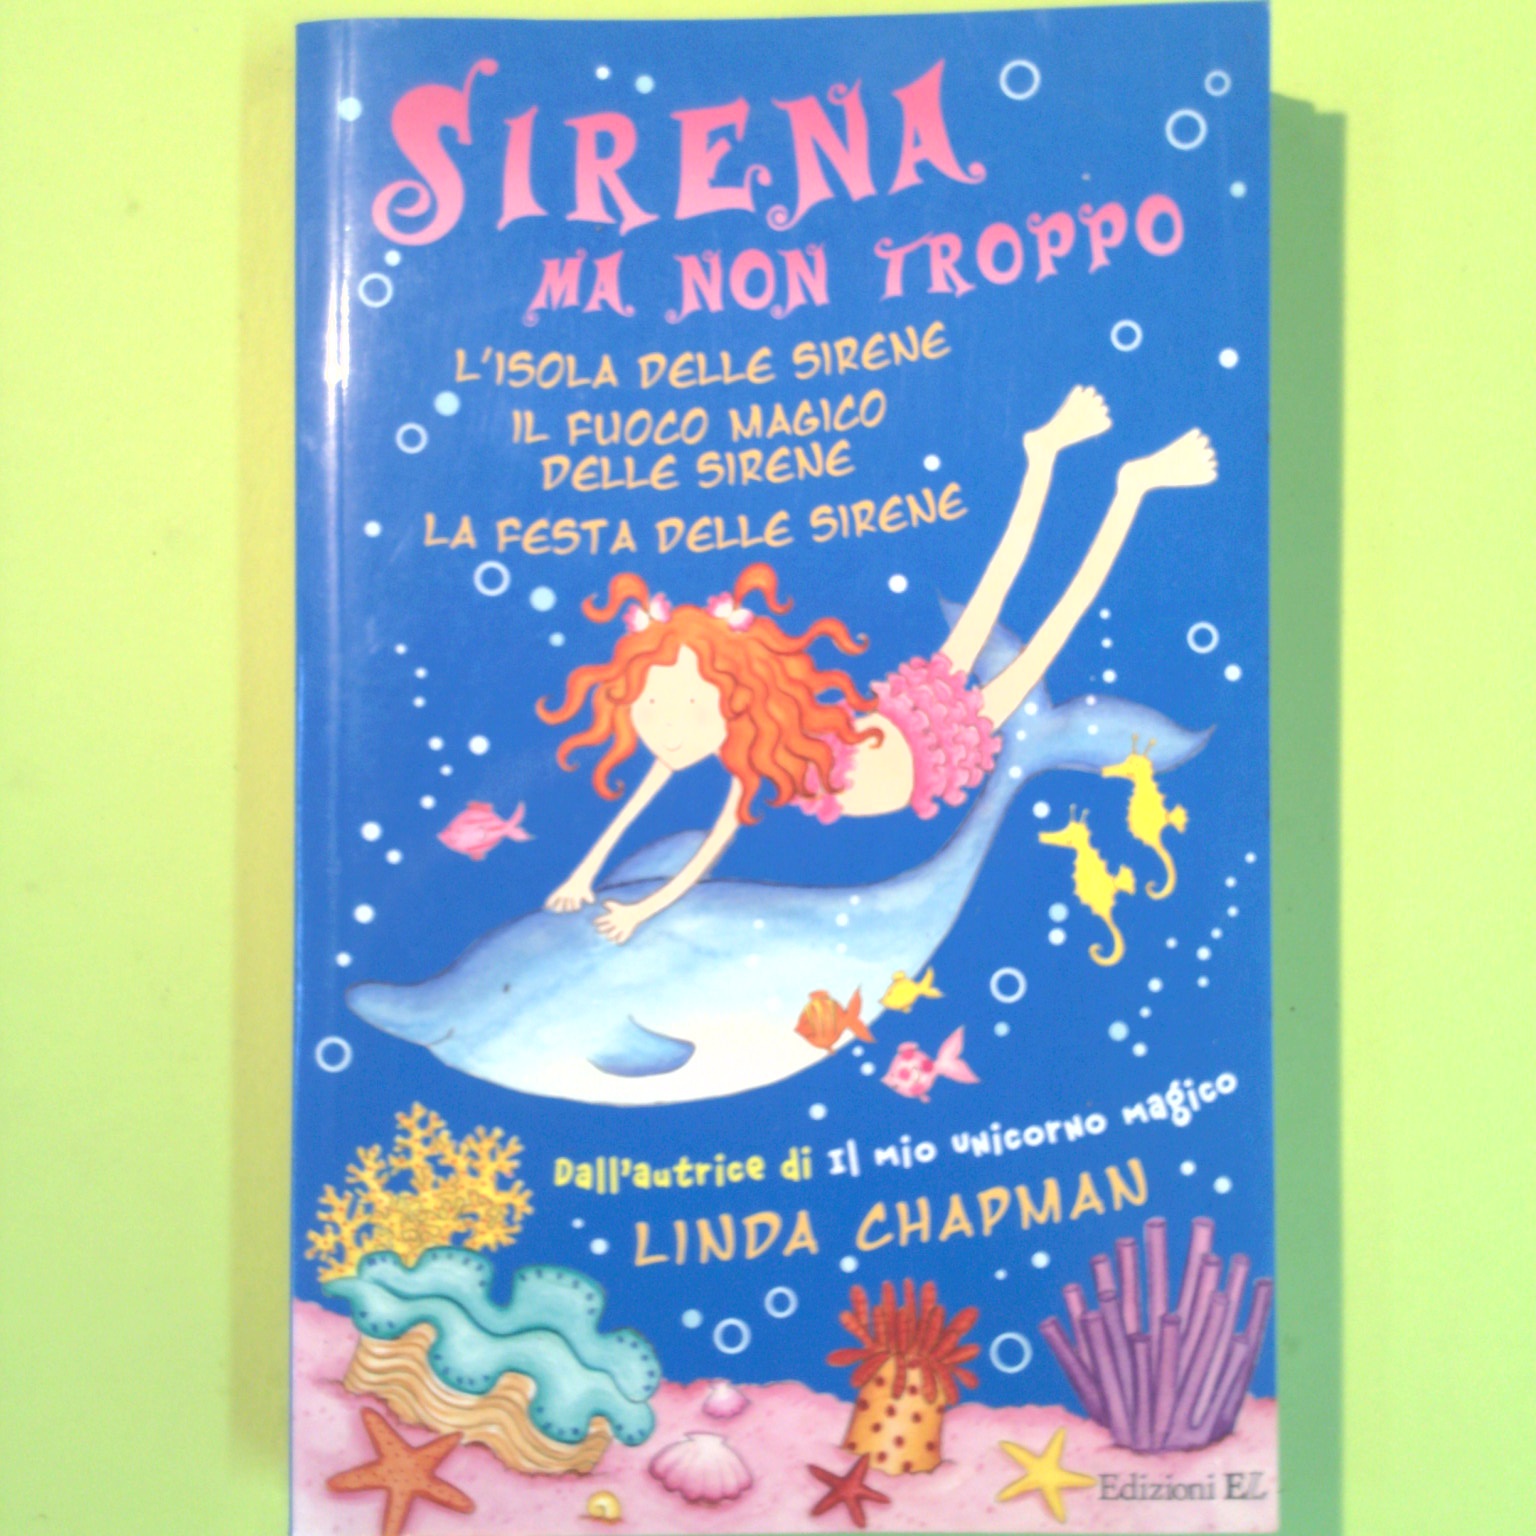 SIRENA
MA NON TROPPO
L'ISOLA DELLE SIRENE
IL FUOCO MAGICO
DELLE SIRENE
LA FESTA DELLE SIRENE
Dall'autrice di Il mio unicorno magico
LINDA CHAPMAN
Edizioni EL